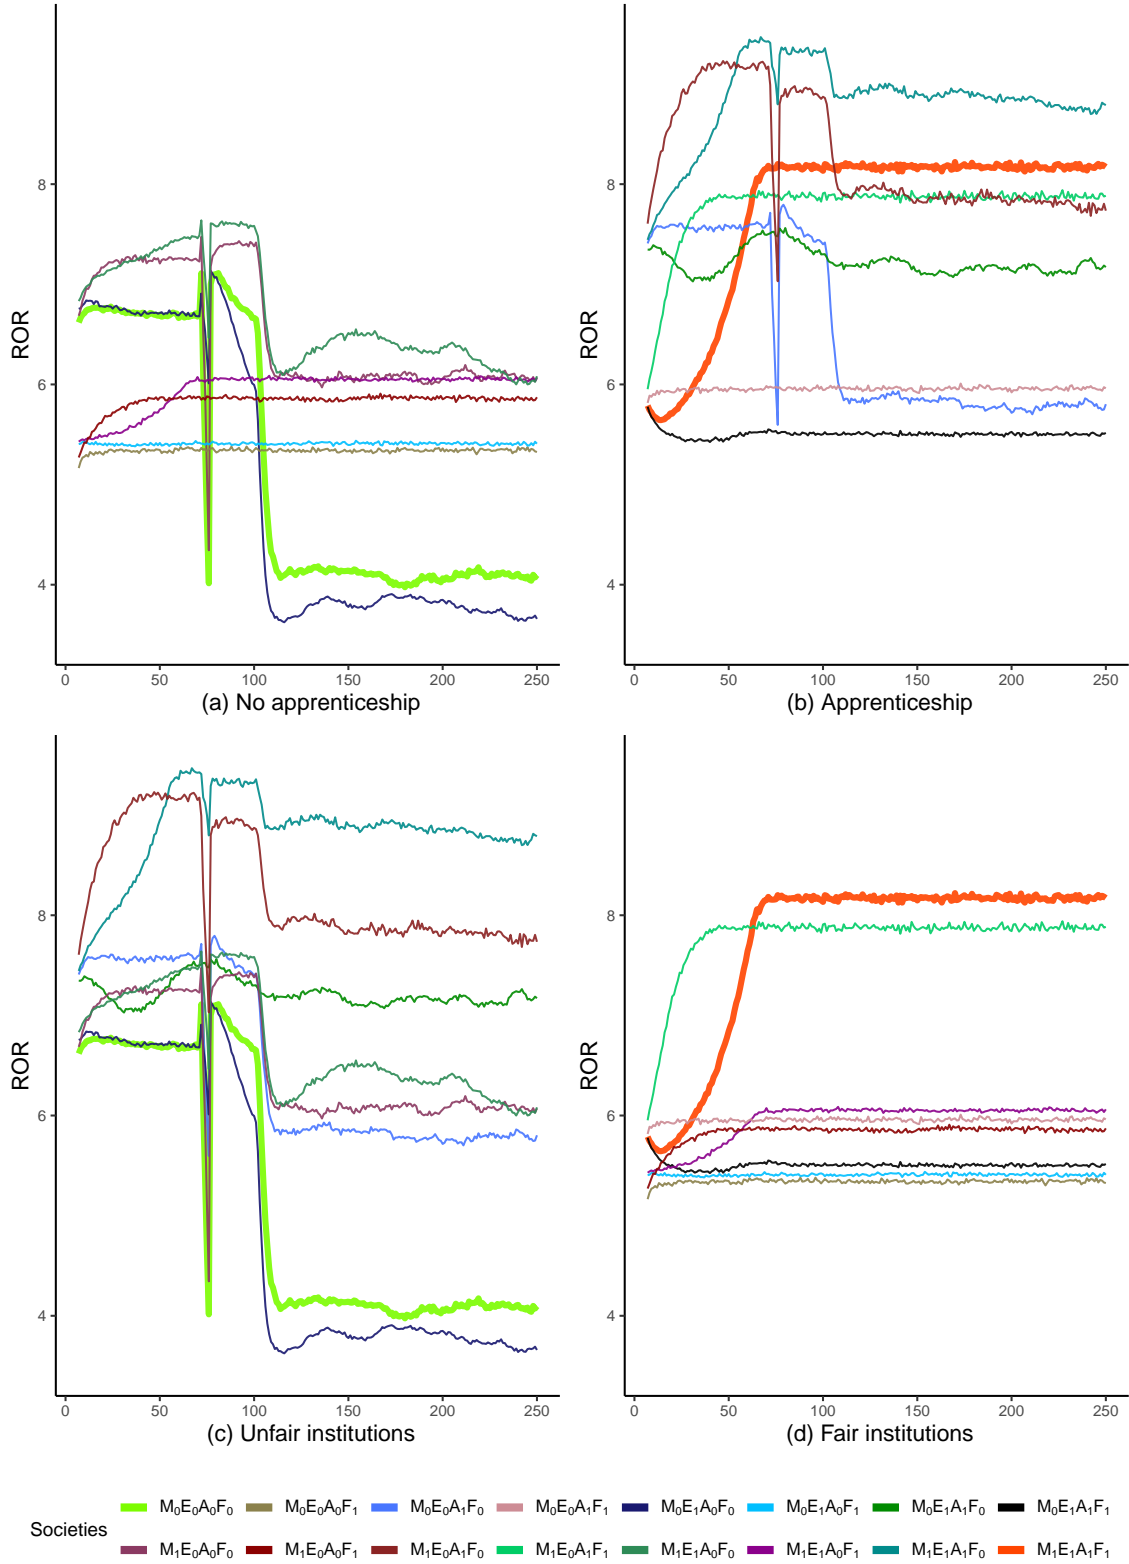 ROR
8
6
4
0 50 100 150 200 250
(a) No apprenticeship
ROR
8
6
4
0 50 100 150 200 250
(b) Apprenticeship
ROR
8
6
4
0 50 100 150 200 250
(c) Unfair institutions
ROR
8
6
4
0 50 100 150 200 250
(d) Fair institutions
Societies
M₀E₀A₀F₀ M₀E₀A₀F₁ M₀E₀A₁F₀ M₀E₀A₁F₁ M₀E₁A₀F₀ M₀E₁A₀F₁ M₀E₁A₁F₀ M₀E₁A₁F₁
M₁E₀A₀F₀ M₁E₀A₀F₁ M₁E₀A₁F₀ M₁E₀A₁F₁ M₁E₁A₀F₀ M₁E₁A₀F₁ M₁E₁A₁F₀ M₁E₁A₁F₁